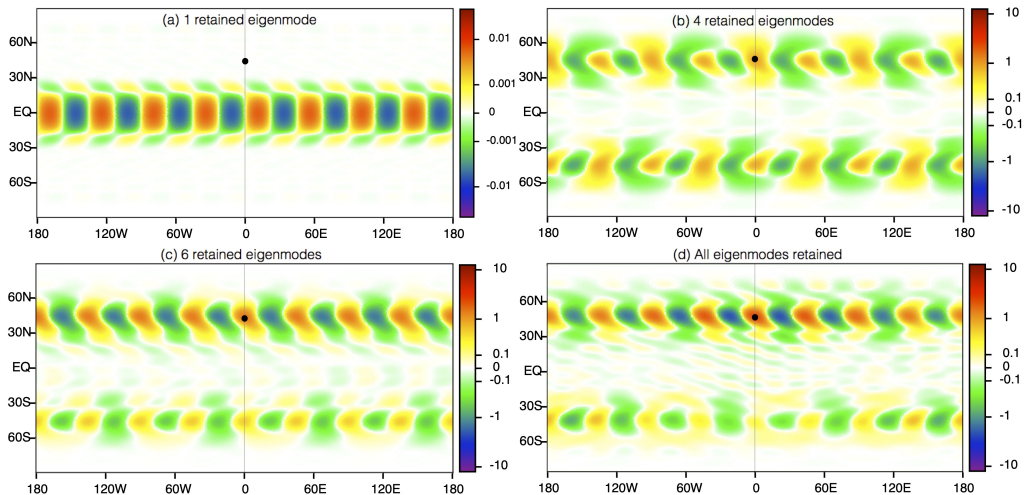 (a) 1 retained eigenmode
60N
30N
EQ
30S
60S
180 120W 60W 0 60E 120E 180
0.01
0.001
0
-0.001
-0.01
(b) 4 retained eigenmodes
60N
30N
EQ
30S
60S
180 120W 60W 0 60E 120E 180
10
1
0.1
0
-0.1
-1
-10
(c) 6 retained eigenmodes
60N
30N
EQ
30S
60S
180 120W 60W 0 60E 120E 180
10
1
0.1
0
-0.1
-1
-10
(d) All eigenmodes retained
60N
30N
EQ
30S
60S
180 120W 60W 0 60E 120E 180
10
1
0.1
0
-0.1
-1
-10